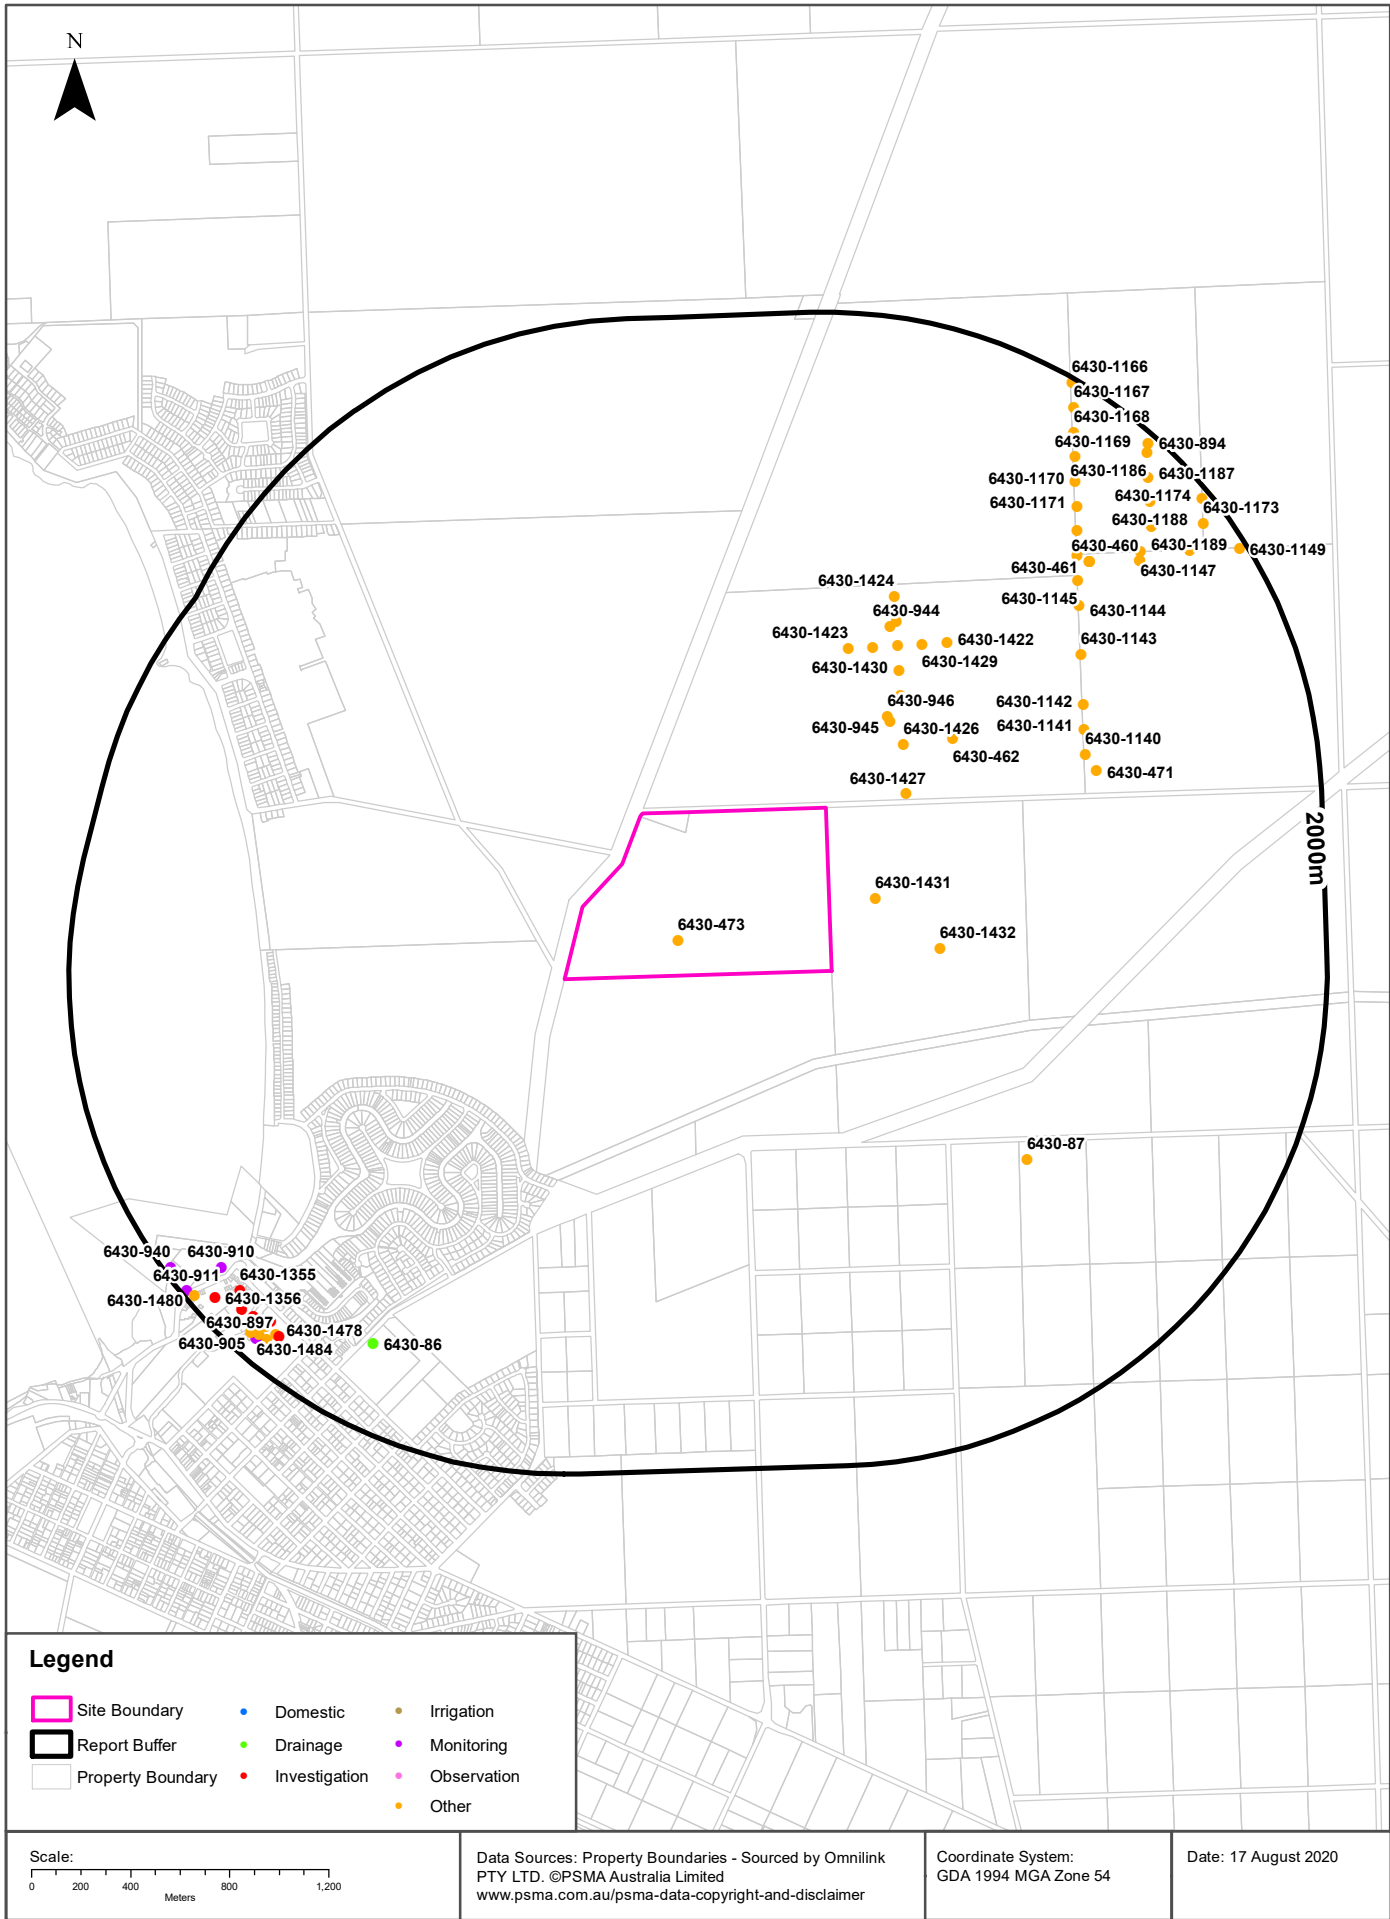 N
6430-1166
6430-1167
6430-1168
6430-1169
6430-894
6430-1170
6430-1186
6430-1187
6430-1171
6430-1174
6430-1173
6430-1188
6430-460
6430-1189
6430-1149
6430-461
6430-1147
6430-1424
6430-1145
6430-1144
6430-944
6430-1423
6430-1422
6430-1143
6430-1430
6430-1429
6430-946
6430-1142
6430-945
6430-1426
6430-1141
6430-1140
6430-462
6430-471
6430-1427
2000m
6430-1431
6430-473
6430-1432
6430-87
6430-940
6430-910
6430-911
6430-1355
6430-1480
6430-1356
6430-897
6430-1478
6430-905
6430-1484
6430-86
Legend
Site Boundary
Report Buffer
Property Boundary
Domestic
Drainage
Investigation
Irrigation
Monitoring
Observation
Other
Scale:
0 200 400 800 1,200
Meters
Data Sources: Property Boundaries - Sourced by Omnilink
PTY LTD. ©PSMA Australia Limited
www.psma.com.au/psma-data-copyright-and-disclaimer
Coordinate System:
GDA 1994 MGA Zone 54
Date: 17 August 2020